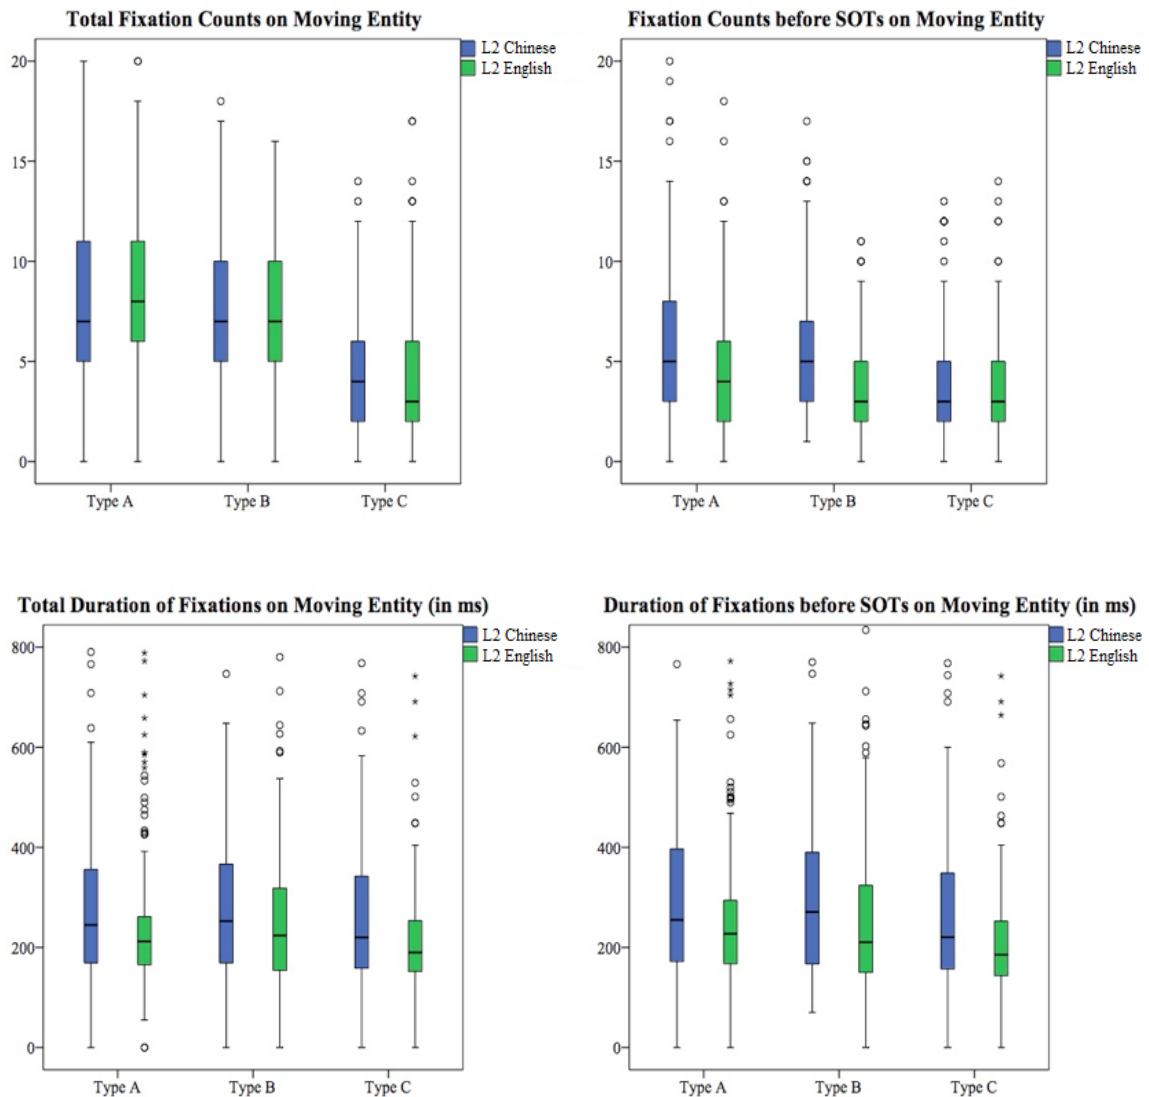 Total Fixation Counts on Moving Entity
L2 Chinese
L2 English
20
15
10
5
0
Type A Type B Type C
Fixation Counts before SOTs on Moving Entity
L2 Chinese
L2 English
20
15
10
5
0
Type A Type B Type C
Total Duration of Fixations on Moving Entity (in ms)
L2 Chinese
L2 English
800
600
400
200
0
Type A Type B Type C
Duration of Fixations before SOTs on Moving Entity (in ms)
L2 Chinese
L2 English
800
600
400
200
0
Type A Type B Type C